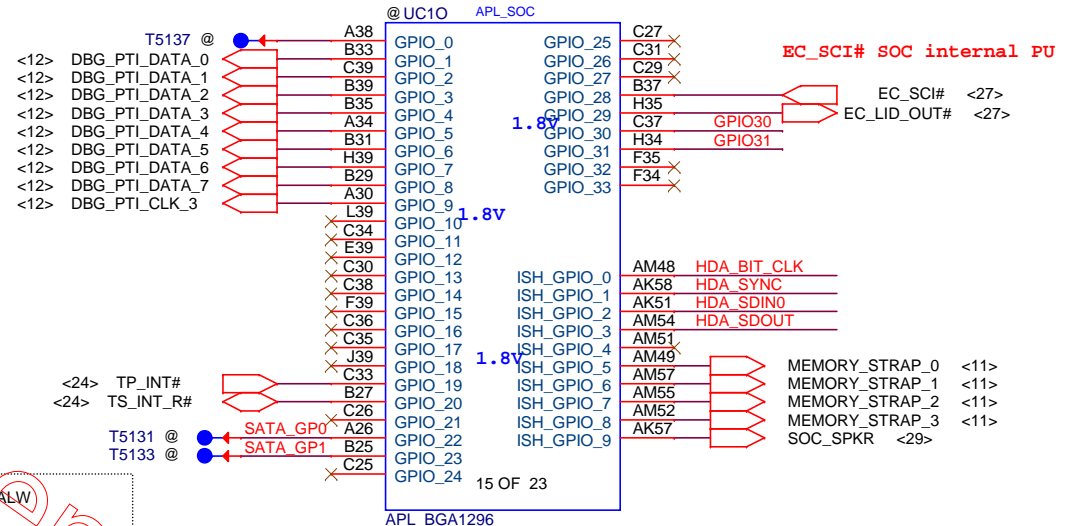 @ UC1O APL_SOC
T5137 @ A38 GPIO_0
<12> DBG_PTI_DATA_0 B33 GPIO_1
<12> DBG_PTI_DATA_1 C39 GPIO_2
<12> DBG_PTI_DATA_2 B39 GPIO_3
<12> DBG_PTI_DATA_3 B35 GPIO_4
<12> DBG_PTI_DATA_4 A34 GPIO_5
<12> DBG_PTI_DATA_5 B31 GPIO_6
<12> DBG_PTI_DATA_6 H39 GPIO_7
<12> DBG_PTI_DATA_7 B29 GPIO_8
<12> DBG_PTI_CLK_3 A30 GPIO_9
L39 GPIO_10
1.8V
C34 GPIO_11
E39 GPIO_12
C30 GPIO_13
C38 GPIO_14
F39 GPIO_15
C36 GPIO_16
C35 GPIO_17
J39 GPIO_18
<24> TP_INT# C33 GPIO_19
<24> TS_INT_R# B27 GPIO_20
C26 GPIO_21
T5131 @ SATA_GP0 A26 GPIO_22
T5133 @ SATA_GP1 B25 GPIO_23
C25 GPIO_24
GPIO_25 C27
GPIO_26 C31
GPIO_27 C29
EC_SCI# SOC internal PU
GPIO_28 B37 EC_SCI# <27>
GPIO_29 H35 EC_LID_OUT# <27>
1.8V
GPIO_30 C37 GPIO30
GPIO_31 H34 GPIO31
GPIO_32 F35
GPIO_33 F34
ISH_GPIO_0 AM48 HDA_BIT_CLK
ISH_GPIO_1 AK58 HDA_SYNC
ISH_GPIO_2 AK51 HDA_SDIN0
ISH_GPIO_3 AM54 HDA_SDOUT
ISH_GPIO_4 AM51
1.8V
ISH_GPIO_5 AM49 MEMORY_STRAP_0 <11>
ISH_GPIO_6 AM57 MEMORY_STRAP_1 <11>
ISH_GPIO_7 AM55 MEMORY_STRAP_2 <11>
ISH_GPIO_8 AM52 MEMORY_STRAP_3 <11>
ISH_GPIO_9 AK57 SOC_SPKR <29>
15 OF 23
APL_BGA1296